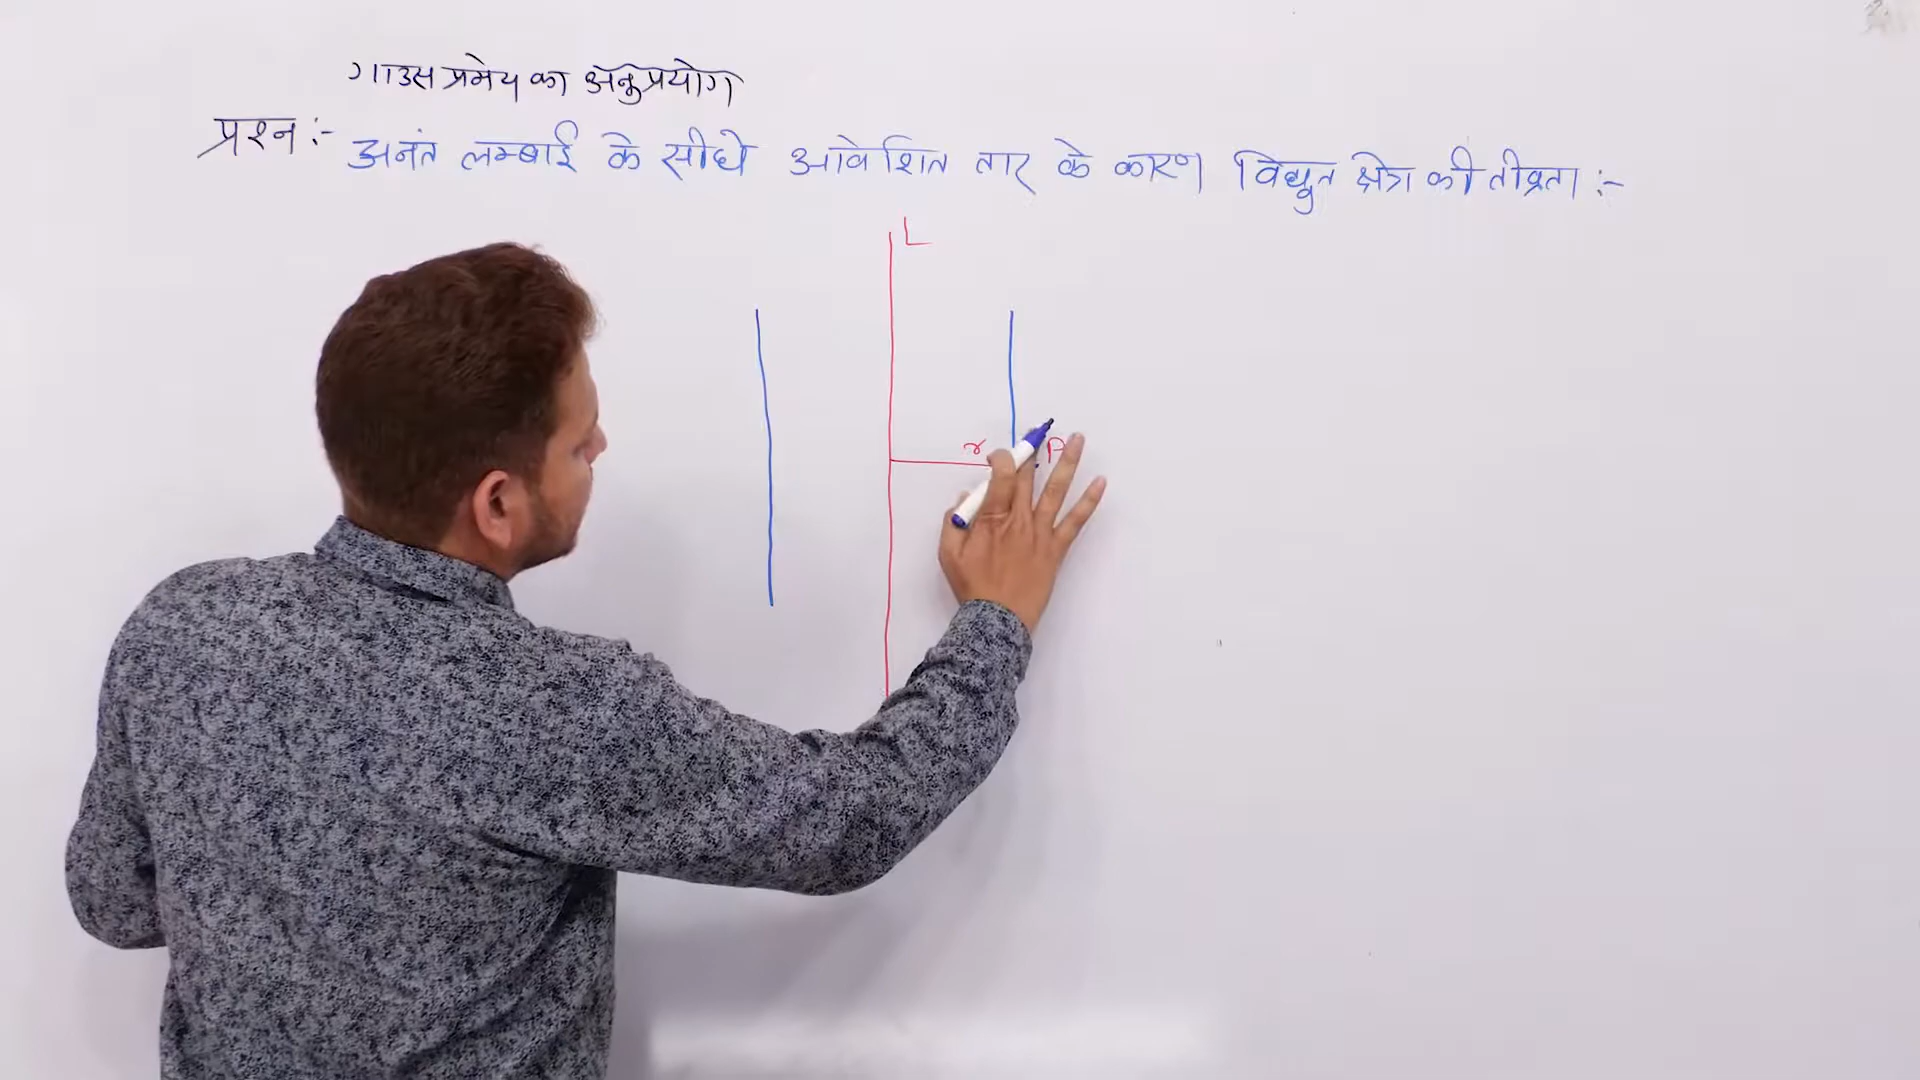 गाउस प्रमेय का अनुप्रयोग
प्रश्न :- अनंत लम्बाई के सीधे आवेशित तार के कारण विद्युत क्षेत्र की तीव्रता :-
L
r P